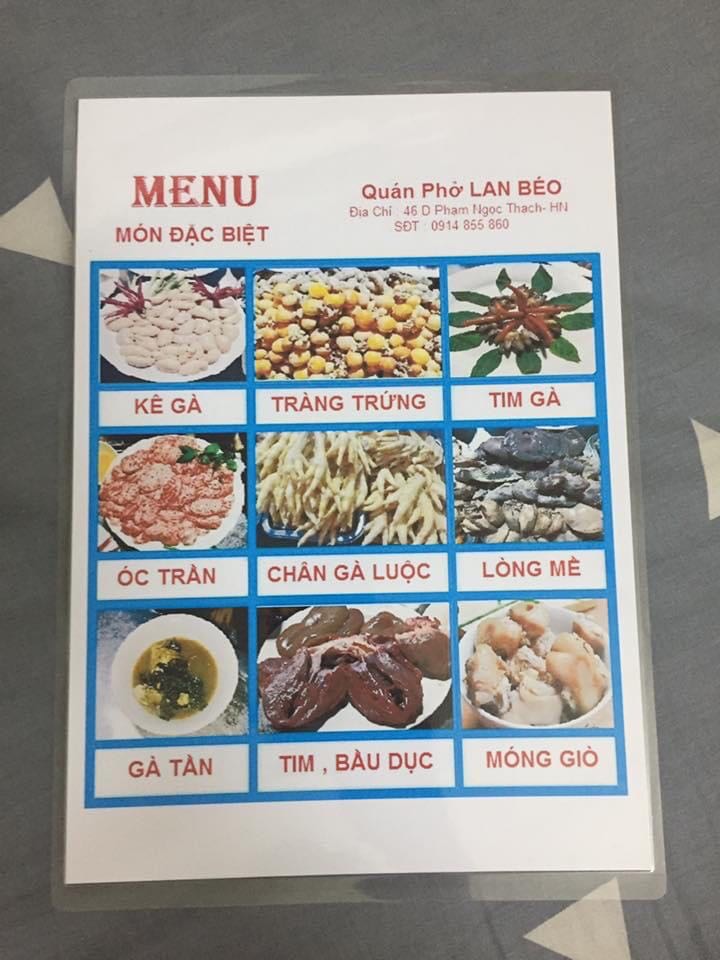 MENU
MÓN ĐẶC BIỆT
Quán Phở LAN BÉO
Địa Chỉ : 46 D Phạm Ngọc Thạch- HN
SĐT : 0914 855 860
KÊ GÀ
TRÀNG TRỨNG
TIM GÀ
ÓC TRẦN
CHÂN GÀ LUỘC
LÒNG MỀ
GÀ TẦN
TIM , BẦU DỤC
MÓNG GIÒ